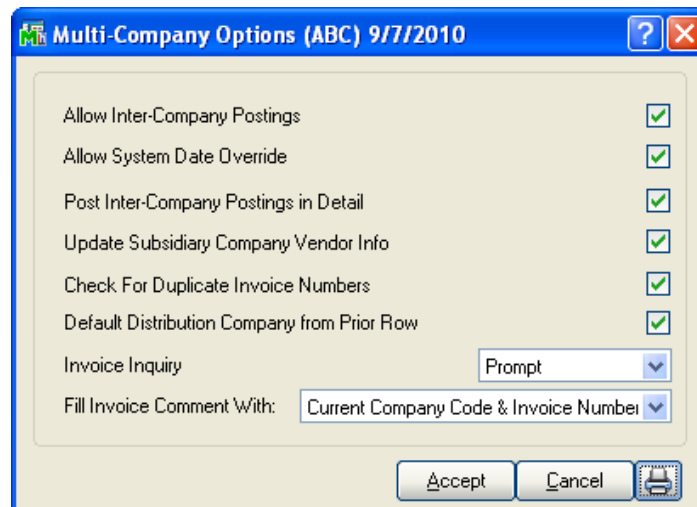 Multi-Company Options (ABC) 9/7/2010
Allow Inter-Company Postings
Allow System Date Override
Post Inter-Company Postings in Detail
Update Subsidiary Company Vendor Info
Check For Duplicate Invoice Numbers
Default Distribution Company from Prior Row
Invoice Inquiry Prompt
Fill Invoice Comment With: Current Company Code & Invoice Number
Accept Cancel